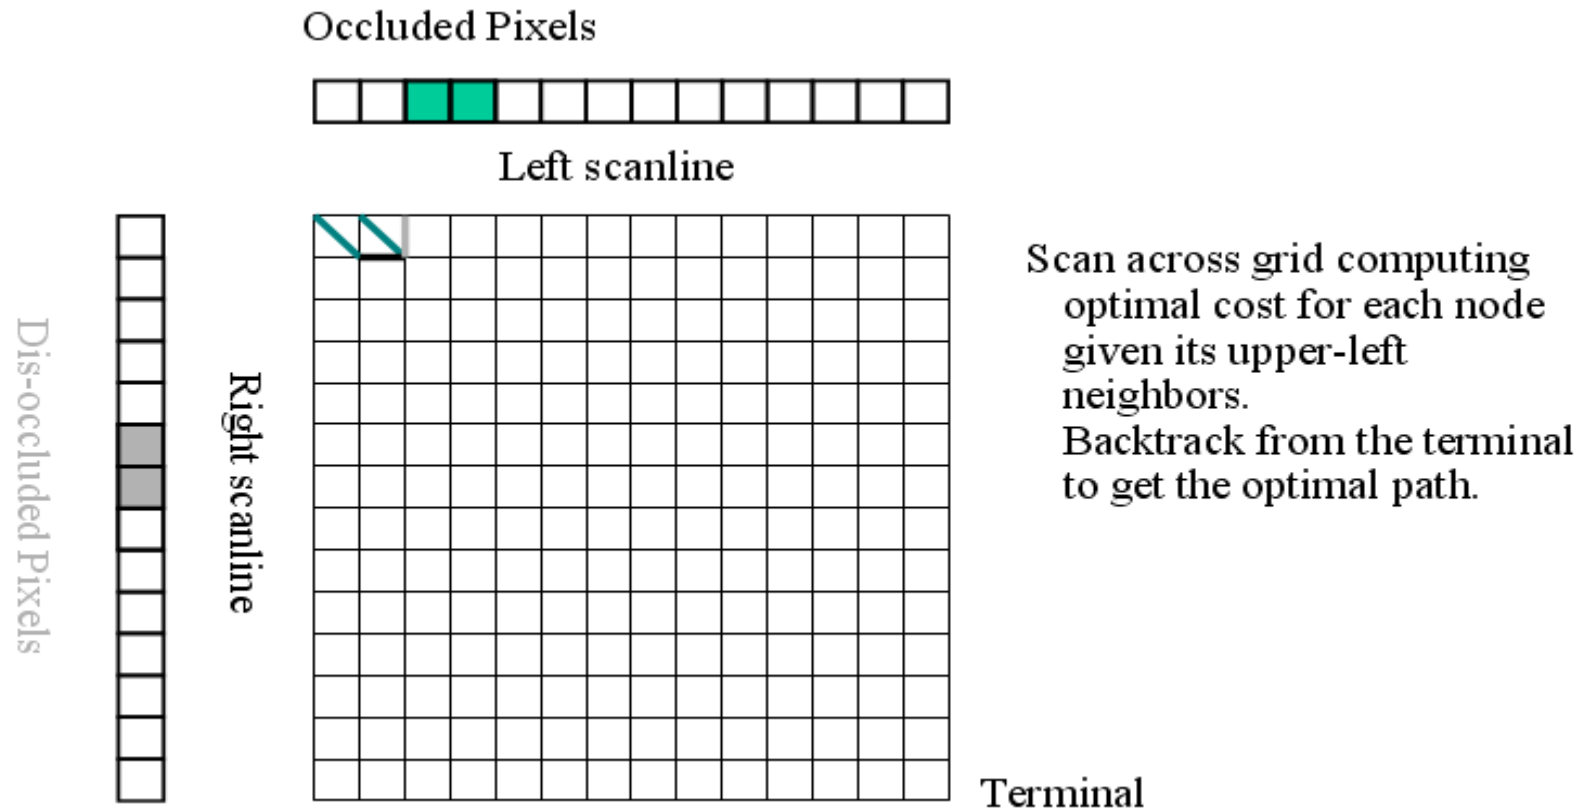 Occluded Pixels
Left scanline
Dis-occluded Pixels
Right scanline
Scan across grid computing
optimal cost for each node
given its upper-left
neighbors.
Backtrack from the terminal
to get the optimal path.
Terminal